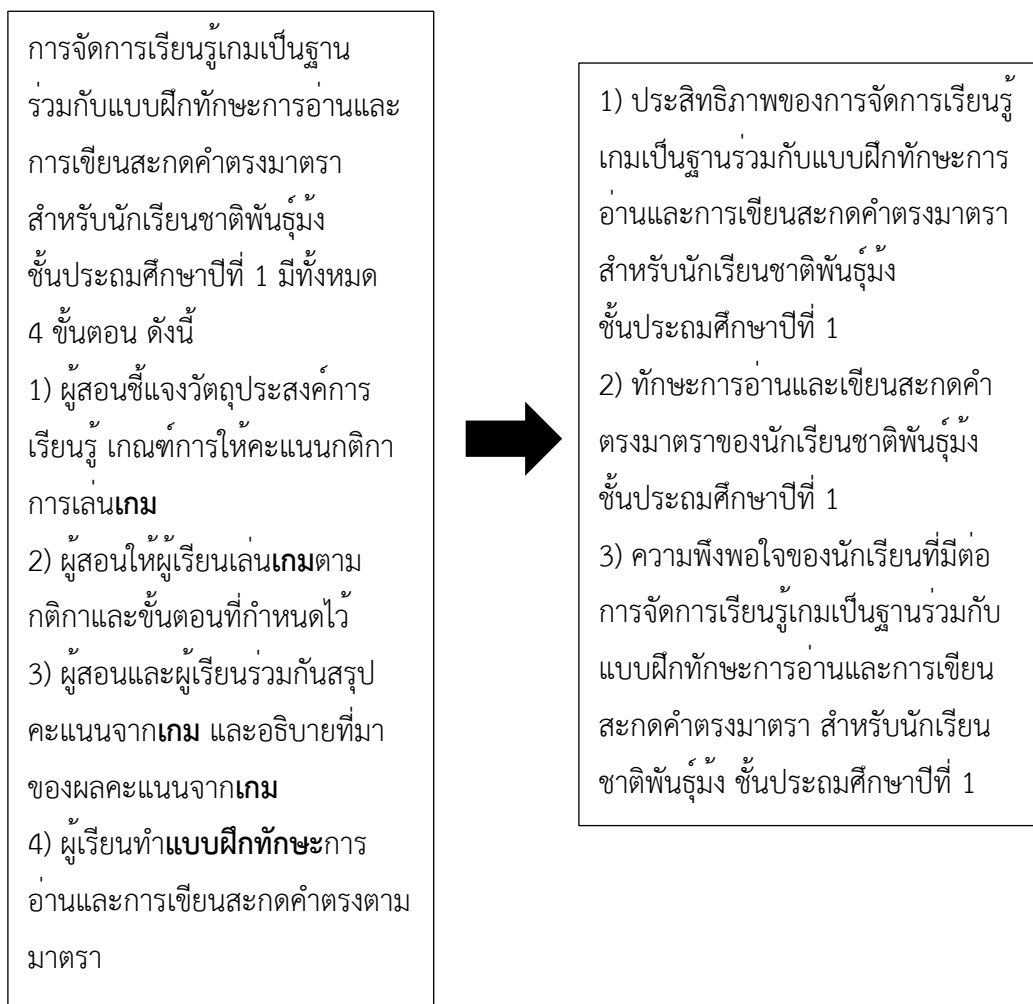 การจัดการเรียนรู้เกมเป็นฐาน
ร่วมกับแบบฝึกทักษะการอ่านและ
การเขียนสะกดคำตรงมาตรา
สำหรับนักเรียนชาติพันธุ์ม้ง
ชั้นประถมศึกษาปีที่ 1 มีทั้งหมด
4 ขั้นตอน ดังนี้
1) ผู้สอนชี้แจงวัตถุประสงค์การ
เรียนรู้ เกณฑ์การให้คะแนนกติกา
การเล่นเกม
2) ผู้สอนให้ผู้เรียนเล่นเกมตาม
กติกาและขั้นตอนที่กำหนดไว้
3) ผู้สอนและผู้เรียนร่วมกันสรุป
คะแนนจากเกม และอธิบายที่มา
ของผลคะแนนจากเกม
4) ผู้เรียนทำแบบฝึกทักษะการ
อ่านและการเขียนสะกดคำตรงตาม
มาตรา
1) ประสิทธิภาพของการจัดการเรียนรู้
เกมเป็นฐานร่วมกับแบบฝึกทักษะการ
อ่านและการเขียนสะกดคำตรงมาตรา
สำหรับนักเรียนชาติพันธุ์ม้ง
ชั้นประถมศึกษาปีที่ 1
2) ทักษะการอ่านและเขียนสะกดคำ
ตรงมาตราของนักเรียนชาติพันธุ์ม้ง
ชั้นประถมศึกษาปีที่ 1
3) ความพึงพอใจของนักเรียนที่มีต่อ
การจัดการเรียนรู้เกมเป็นฐานร่วมกับ
แบบฝึกทักษะการอ่านและการเขียน
สะกดคำตรงมาตรา สำหรับนักเรียน
ชาติพันธุ์ม้ง ชั้นประถมศึกษาปีที่ 1